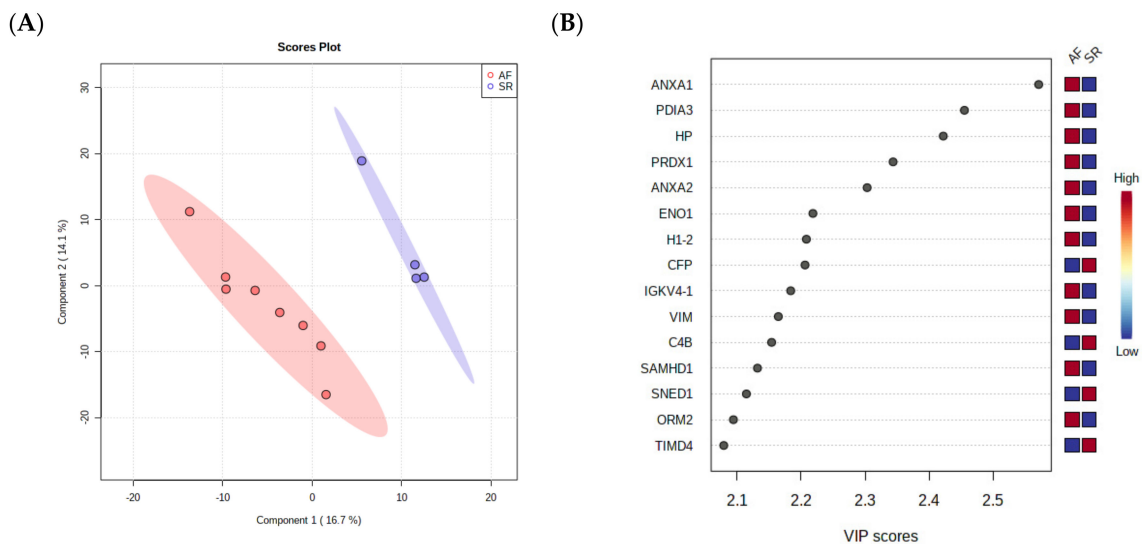 (A)
Scores Plot
AF
SR
30
20
10
0
-10
-20
Component 2 ( 14.1 %)
-20 -10 0 10 20
Component 1 ( 16.7 %)
(B)
AF SR
ANXA1
PDIA3
HP
PRDX1
ANXA2
ENO1
H1-2
CFP
IGKV4-1
VIM
C4B
SAMHD1
SNED1
ORM2
TIMD4
2.1 2.2 2.3 2.4 2.5
VIP scores
High
Low